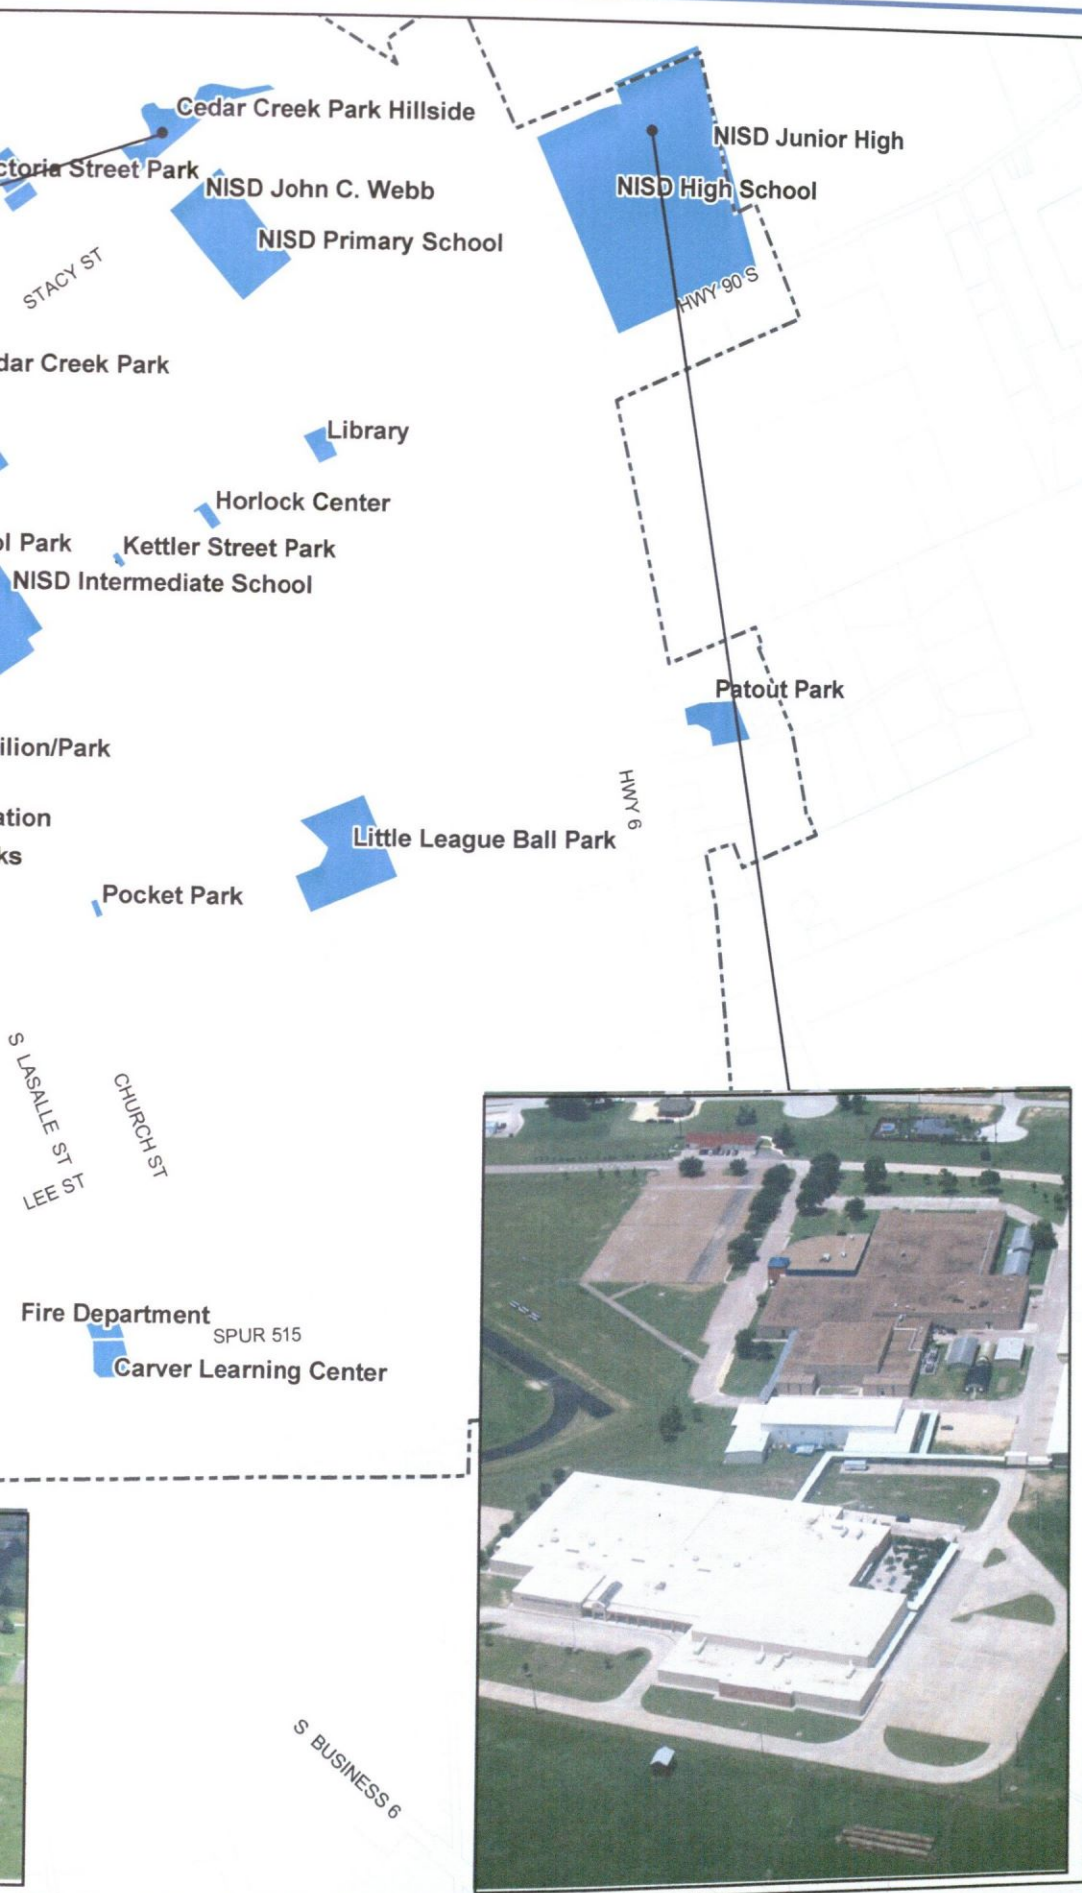 Cedar Creek Park Hillside
NISD Junior High
ctoria Street Park
NISD John C. Webb
NISD High School
NISD Primary School
STACY ST
HWY 90 S
dar Creek Park
Library
Horlock Center
ol Park
Kettler Street Park
NISD Intermediate School
Patout Park
ilion/Park
HWY 6
ation
Little League Ball Park
ks
Pocket Park
S LASALLE ST
CHURCH ST
LEE ST
Fire Department
SPUR 515
Carver Learning Center
S BUSINESS 6